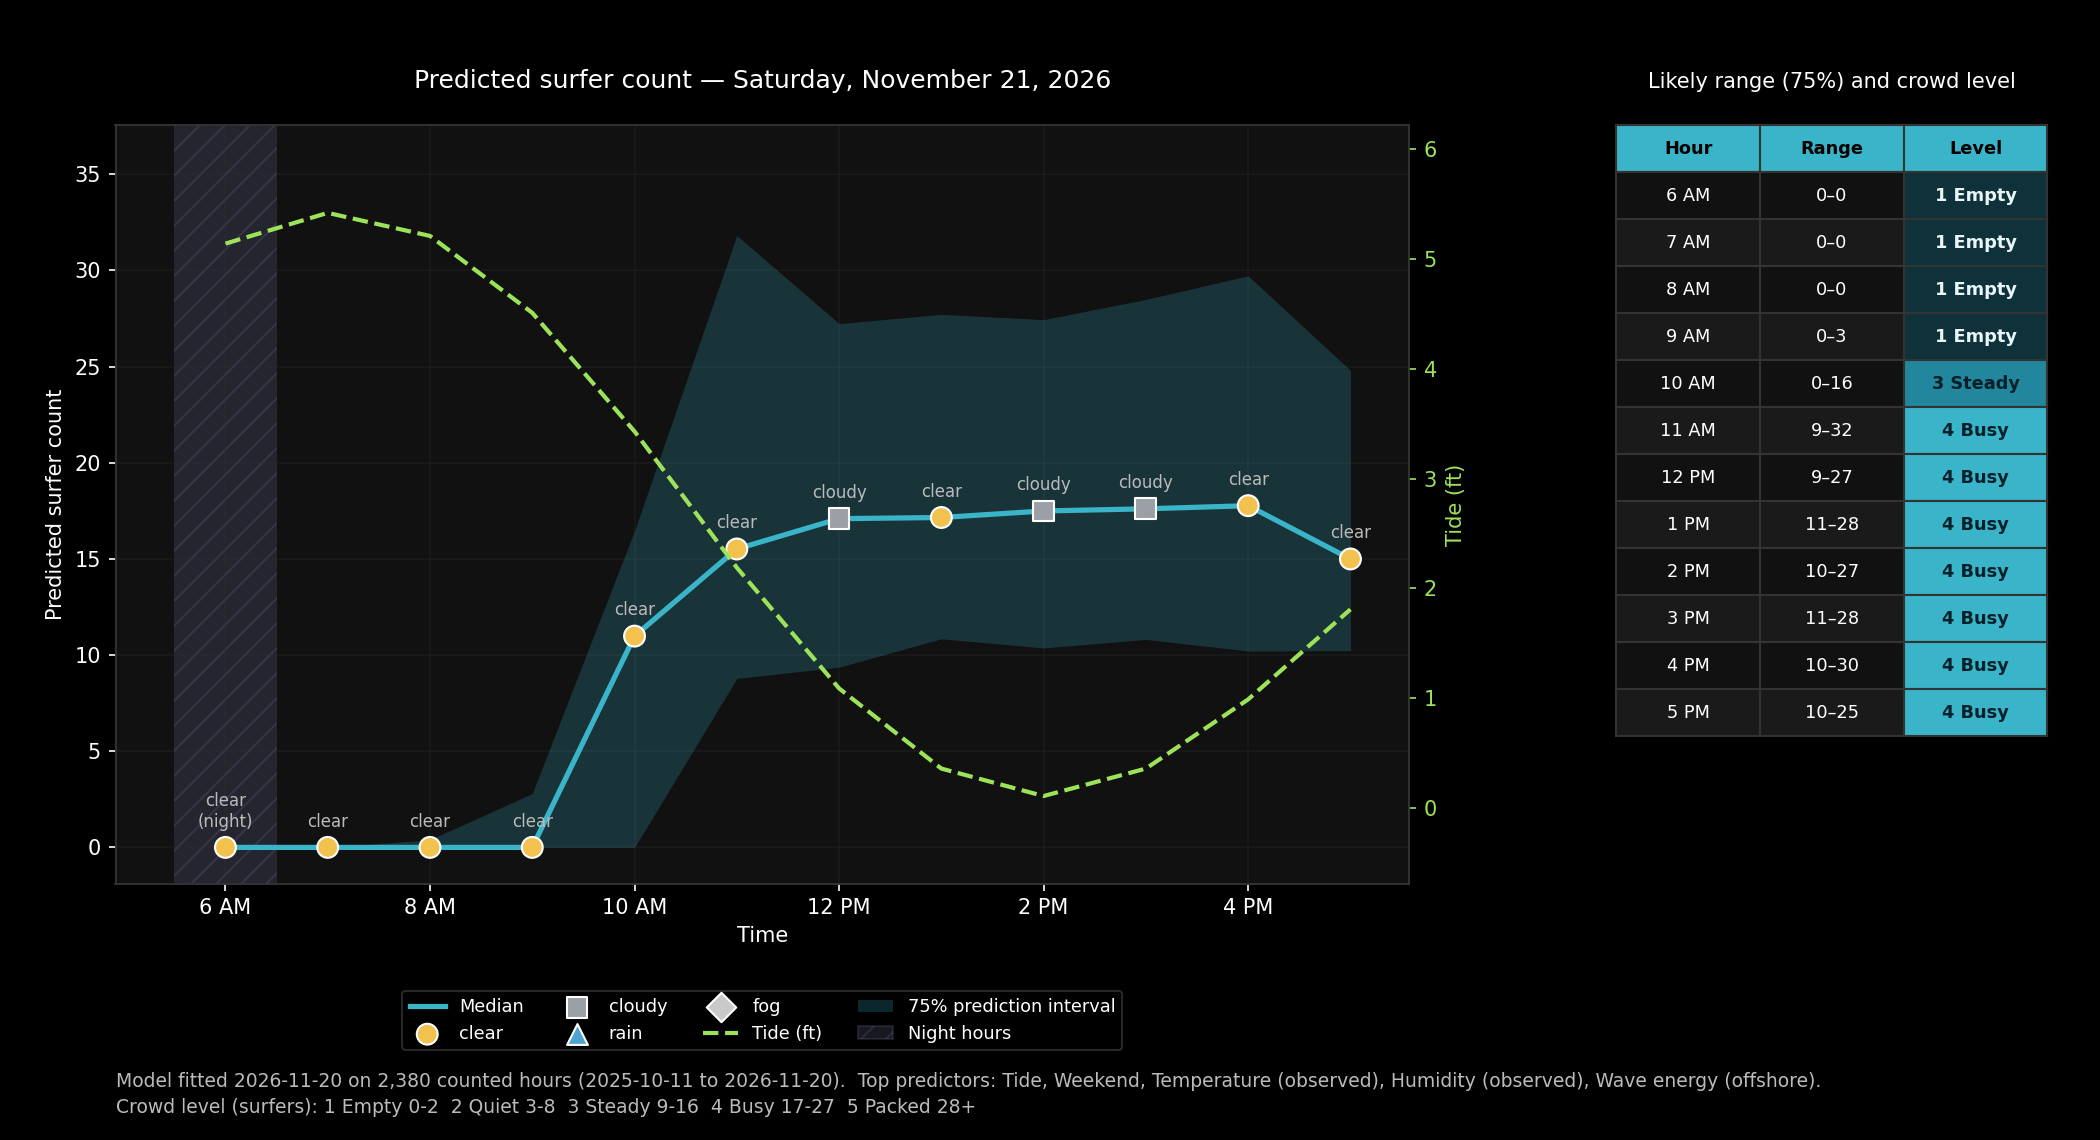 Predicted surfer count — Saturday, November 21, 2026
Likely range (75%) and crowd level
Predicted surfer count
35
30
25
20
15
10
5
0
clear
(night)
clear
clear
clear
clear
clear
cloudy
clear
cloudy
cloudy
clear
clear
6
5
4
3
2
1
0
Tide (ft)
6 AM 8 AM 10 AM 12 PM 2 PM 4 PM
Time
Hour Range Level
6 AM 0–0 1 Empty
7 AM 0–0 1 Empty
8 AM 0–0 1 Empty
9 AM 0–3 1 Empty
10 AM 0–16 3 Steady
11 AM 9–32 4 Busy
12 PM 9–27 4 Busy
1 PM 11–28 4 Busy
2 PM 10–27 4 Busy
3 PM 11–28 4 Busy
4 PM 10–30 4 Busy
5 PM 10–25 4 Busy
Median cloudy fog 75% prediction interval
clear rain Tide (ft) Night hours
Model fitted 2026-11-20 on 2,380 counted hours (2025-10-11 to 2026-11-20).  Top predictors: Tide, Weekend, Temperature (observed), Humidity (observed), Wave energy (offshore).
Crowd level (surfers): 1 Empty 0-2  2 Quiet 3-8  3 Steady 9-16  4 Busy 17-27  5 Packed 28+